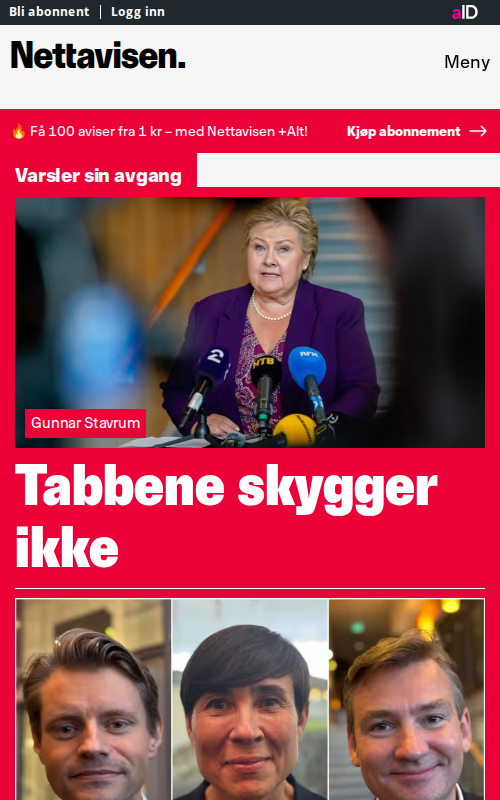 Bli abonnent | Logg inn
aID
Nettavisen.
Meny
🔥 Få 100 aviser fra 1 kr – med Nettavisen +Alt!
Kjøp abonnement →
Varsler sin avgang
2
NTB
NRK
Gunnar Stavrum
Tabbene skygger
ikke